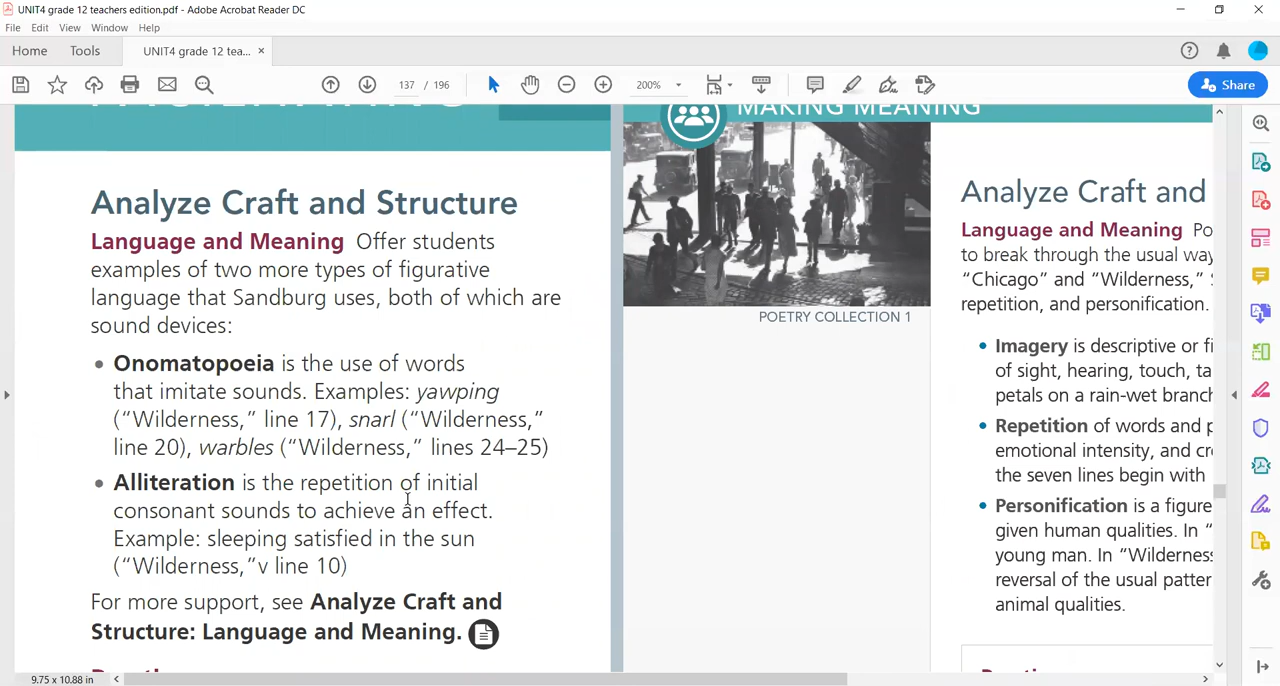 UNIT4 grade 12 teachers edition.pdf - Adobe Acrobat Reader DC
File Edit View Window Help
Home Tools UNIT4 grade 12 tea... ×
137 / 196 200% Share
MAKING MEANING
Analyze Craft and Structure
Language and Meaning Offer students
examples of two more types of figurative
language that Sandburg uses, both of which are
sound devices:
• Onomatopoeia is the use of words
that imitate sounds. Examples: yawping
(“Wilderness,” line 17), snarl (“Wilderness,”
line 20), warbles (“Wilderness,” lines 24–25)
• Alliteration is the repetition of initial
consonant sounds to achieve an effect.
Example: sleeping satisfied in the sun
(“Wilderness,”v line 10)
For more support, see Analyze Craft and
Structure: Language and Meaning.
POETRY COLLECTION 1
Analyze Craft and
Language and Meaning Po
to break through the usual way
“Chicago” and “Wilderness,”
repetition, and personification.
• Imagery is descriptive or fi
of sight, hearing, touch, ta
petals on a rain-wet branch
• Repetition of words and p
emotional intensity, and cr
the seven lines begin with
• Personification is a figure
given human qualities. In “
young man. In “Wilderness
reversal of the usual patter
animal qualities.
9.75 x 10.88 in